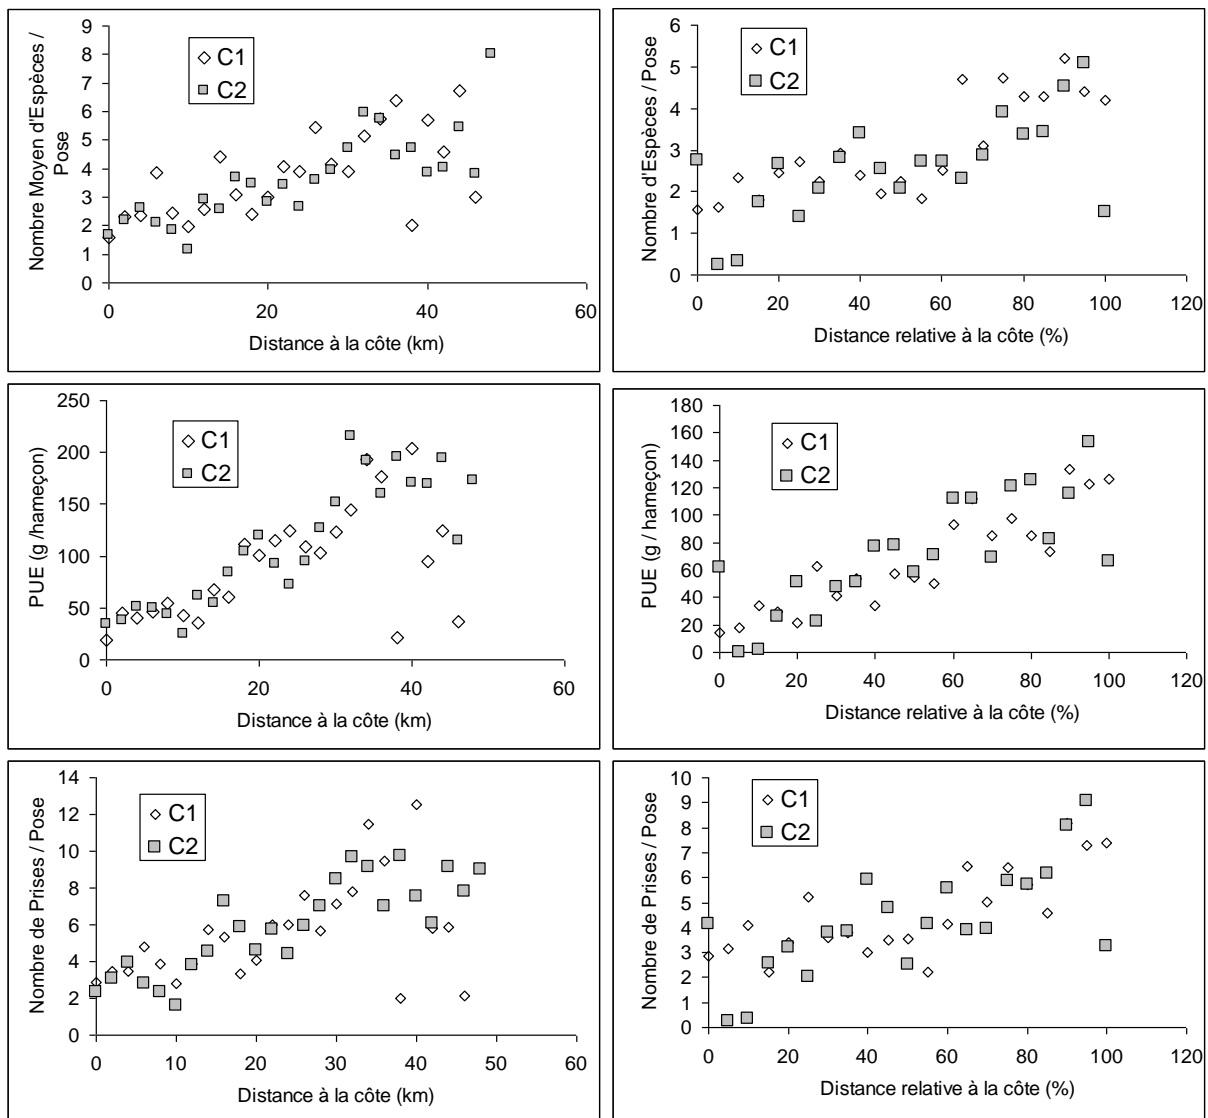 9
8
7
6
5
4
3
2
1
0
Nombre Moyen d'Espèces /
Pose
C1
C2
0 20 40 60
Distance à la côte (km)
6
5
4
3
2
1
0
Nombre d'Espèces / Pose
C1
C2
0 20 40 60 80 100 120
Distance relative à la côte (%)
250
200
150
100
50
0
PUE (g /hameçon)
C1
C2
0 20 40 60
Distance à la côte (km)
180
160
140
120
100
80
60
40
20
0
PUE (g / hameçon)
C1
C2
0 20 40 60 80 100 120
Distance relative à la côte (%)
14
12
10
8
6
4
2
0
Nombre de Prises / Pose
C1
C2
0 10 20 30 40 50 60
Distance à la côte (km)
10
9
8
7
6
5
4
3
2
1
0
Nombre de Prises / Pose
C1
C2
0 20 40 60 80 100 120
Distance relative à la côte (%)